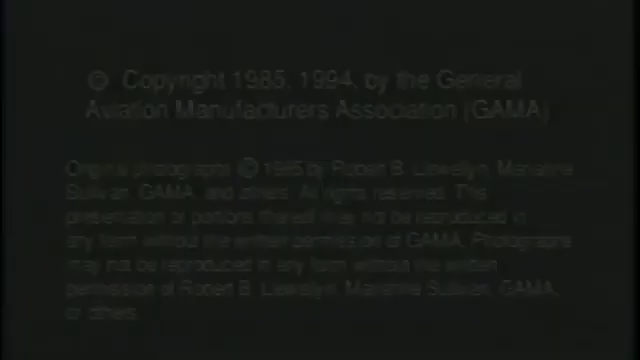 © Copyright 1985, 1994, by the General
Aviation Manufacturers Association (GAMA)
Original photographs © 1985 by Robert B. Llewellyn, Marianne
Sullivan, GAMA, and others. All rights reserved. This
presentation or portions thereof may not be reproduced in
any form without the written permission of GAMA. Photographs
may not be reproduced in any form without the written
permission of Robert B. Llewellyn, Marianne Sullivan, GAMA,
or others.